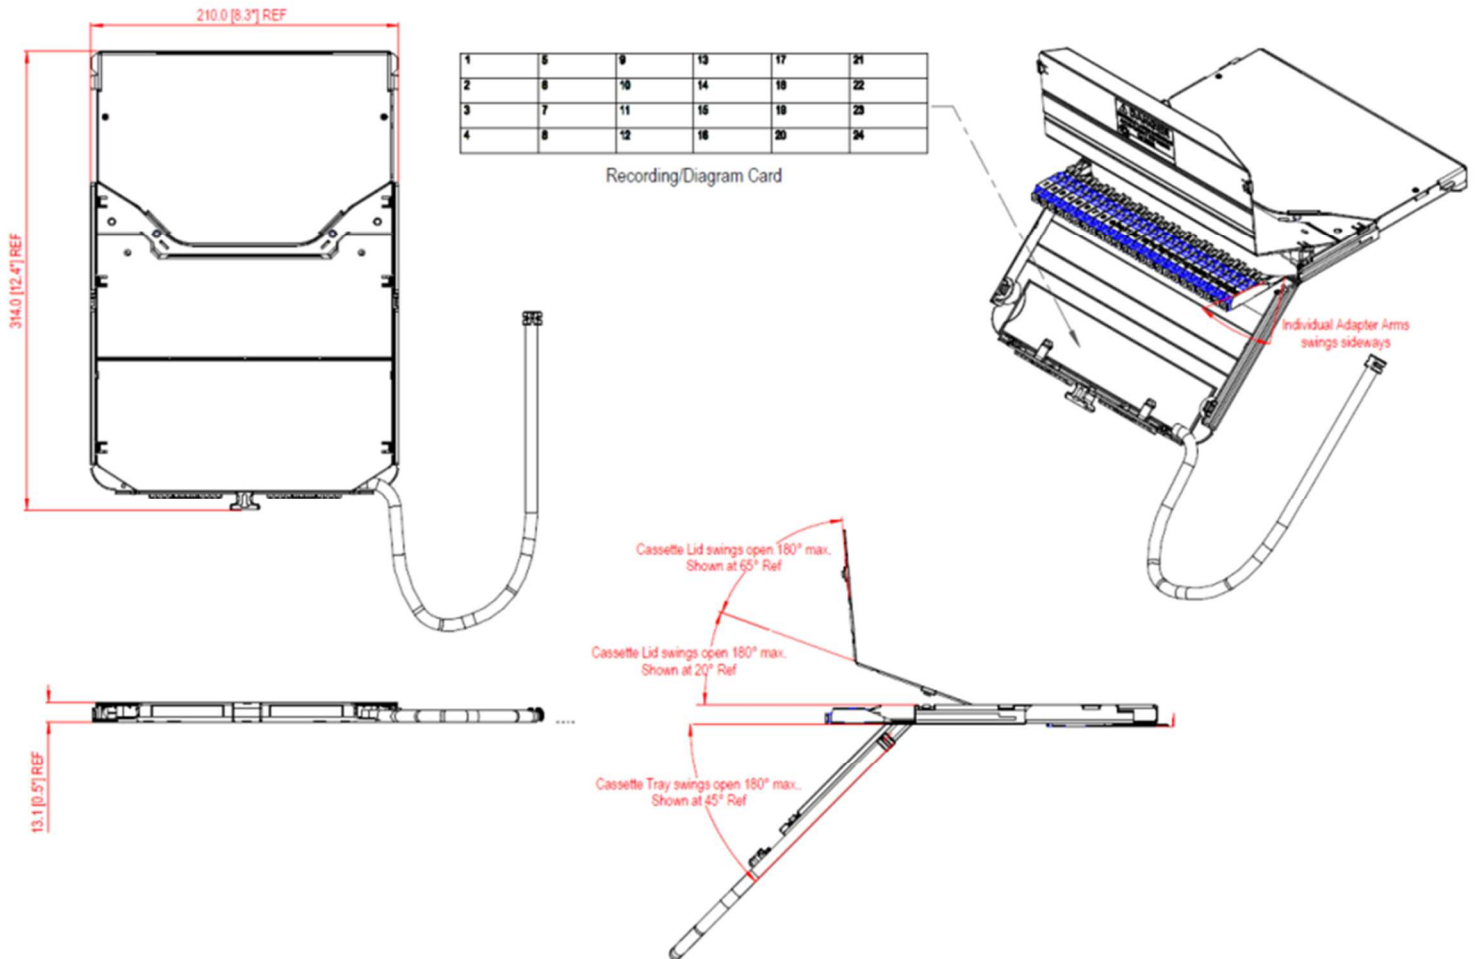 210.0 [8.3"] REF
314.0 [12.4"] REF
1 5 9 13 17 21
2 6 10 14 18 22
3 7 11 15 19 23
4 8 12 16 20 24
Recording/Diagram Card
Individual Adapter Arms
swings sideways
Cassette Lid swings open 180° max.
Shown at 65° Ref
Cassette Lid swings open 180° max.
Shown at 20° Ref
13.1 [0.5"] REF
Cassette Tray swings open 180° max..
Shown at 45° Ref